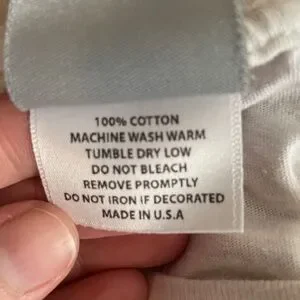 100% COTTON
MACHINE WASH WARM
TUMBLE DRY LOW
DO NOT BLEACH
REMOVE PROMPTLY
DO NOT IRON IF DECORATED
MADE IN U.S.A